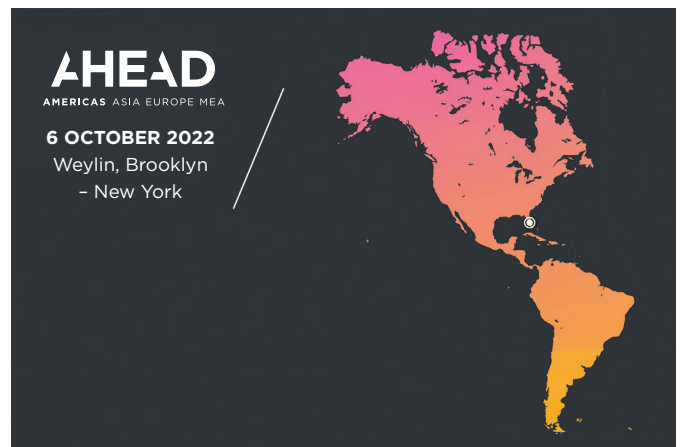 AHEAD
AMERICAS ASIA EUROPE MEA
6 OCTOBER 2022
Weylin, Brooklyn
– New York